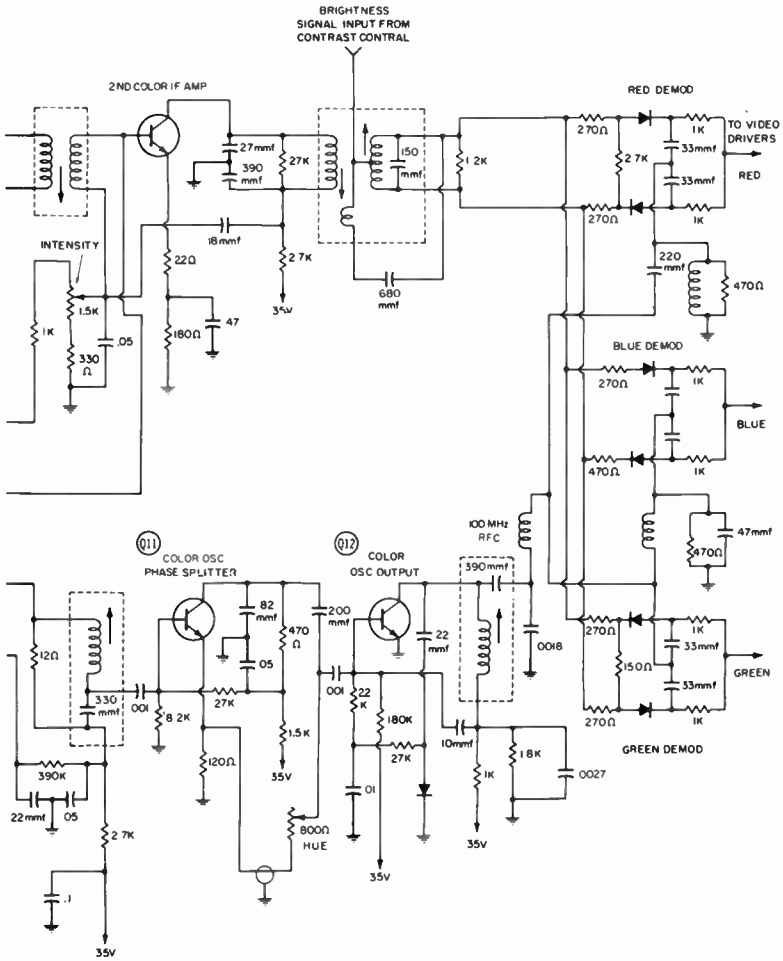 BRIGHTNESS
SIGNAL INPUT FROM
CONTRAST CONTRAL
2ND COLOR IF AMP
RED DEMOD
TO VIDEO
DRIVERS
RED
270Ω
1K
33mmf
2.7K
33mmf
270Ω
1K
27mmf
390
mmf
27K
150
mmf
1.2K
18mmf
INTENSITY
1.5K
1K
330
Ω
.05
22Ω
180Ω
47
2.7K
35V
680
mmf
220
mmf
470Ω
BLUE DEMOD
270Ω
1K
BLUE
470Ω
1K
100 MHz
RFC
470Ω
47mmf
Q11
COLOR OSC
PHASE SPLITTER
Q12
COLOR
OSC OUTPUT
390mmf
82
mmf
470
Ω
200
mmf
22
mmf
0018
270Ω
1K
33mmf
150Ω
33mmf
GREEN
270Ω
1K
GREEN DEMOD
12Ω
330
mmf
001
8.2K
05
27K
1.5K
35V
120Ω
001
22
K
180K
27K
10mmf
01
1K
1.8K
0027
35V
390K
22mmf
05
2.7K
.1
35V
800Ω
HUE
35V